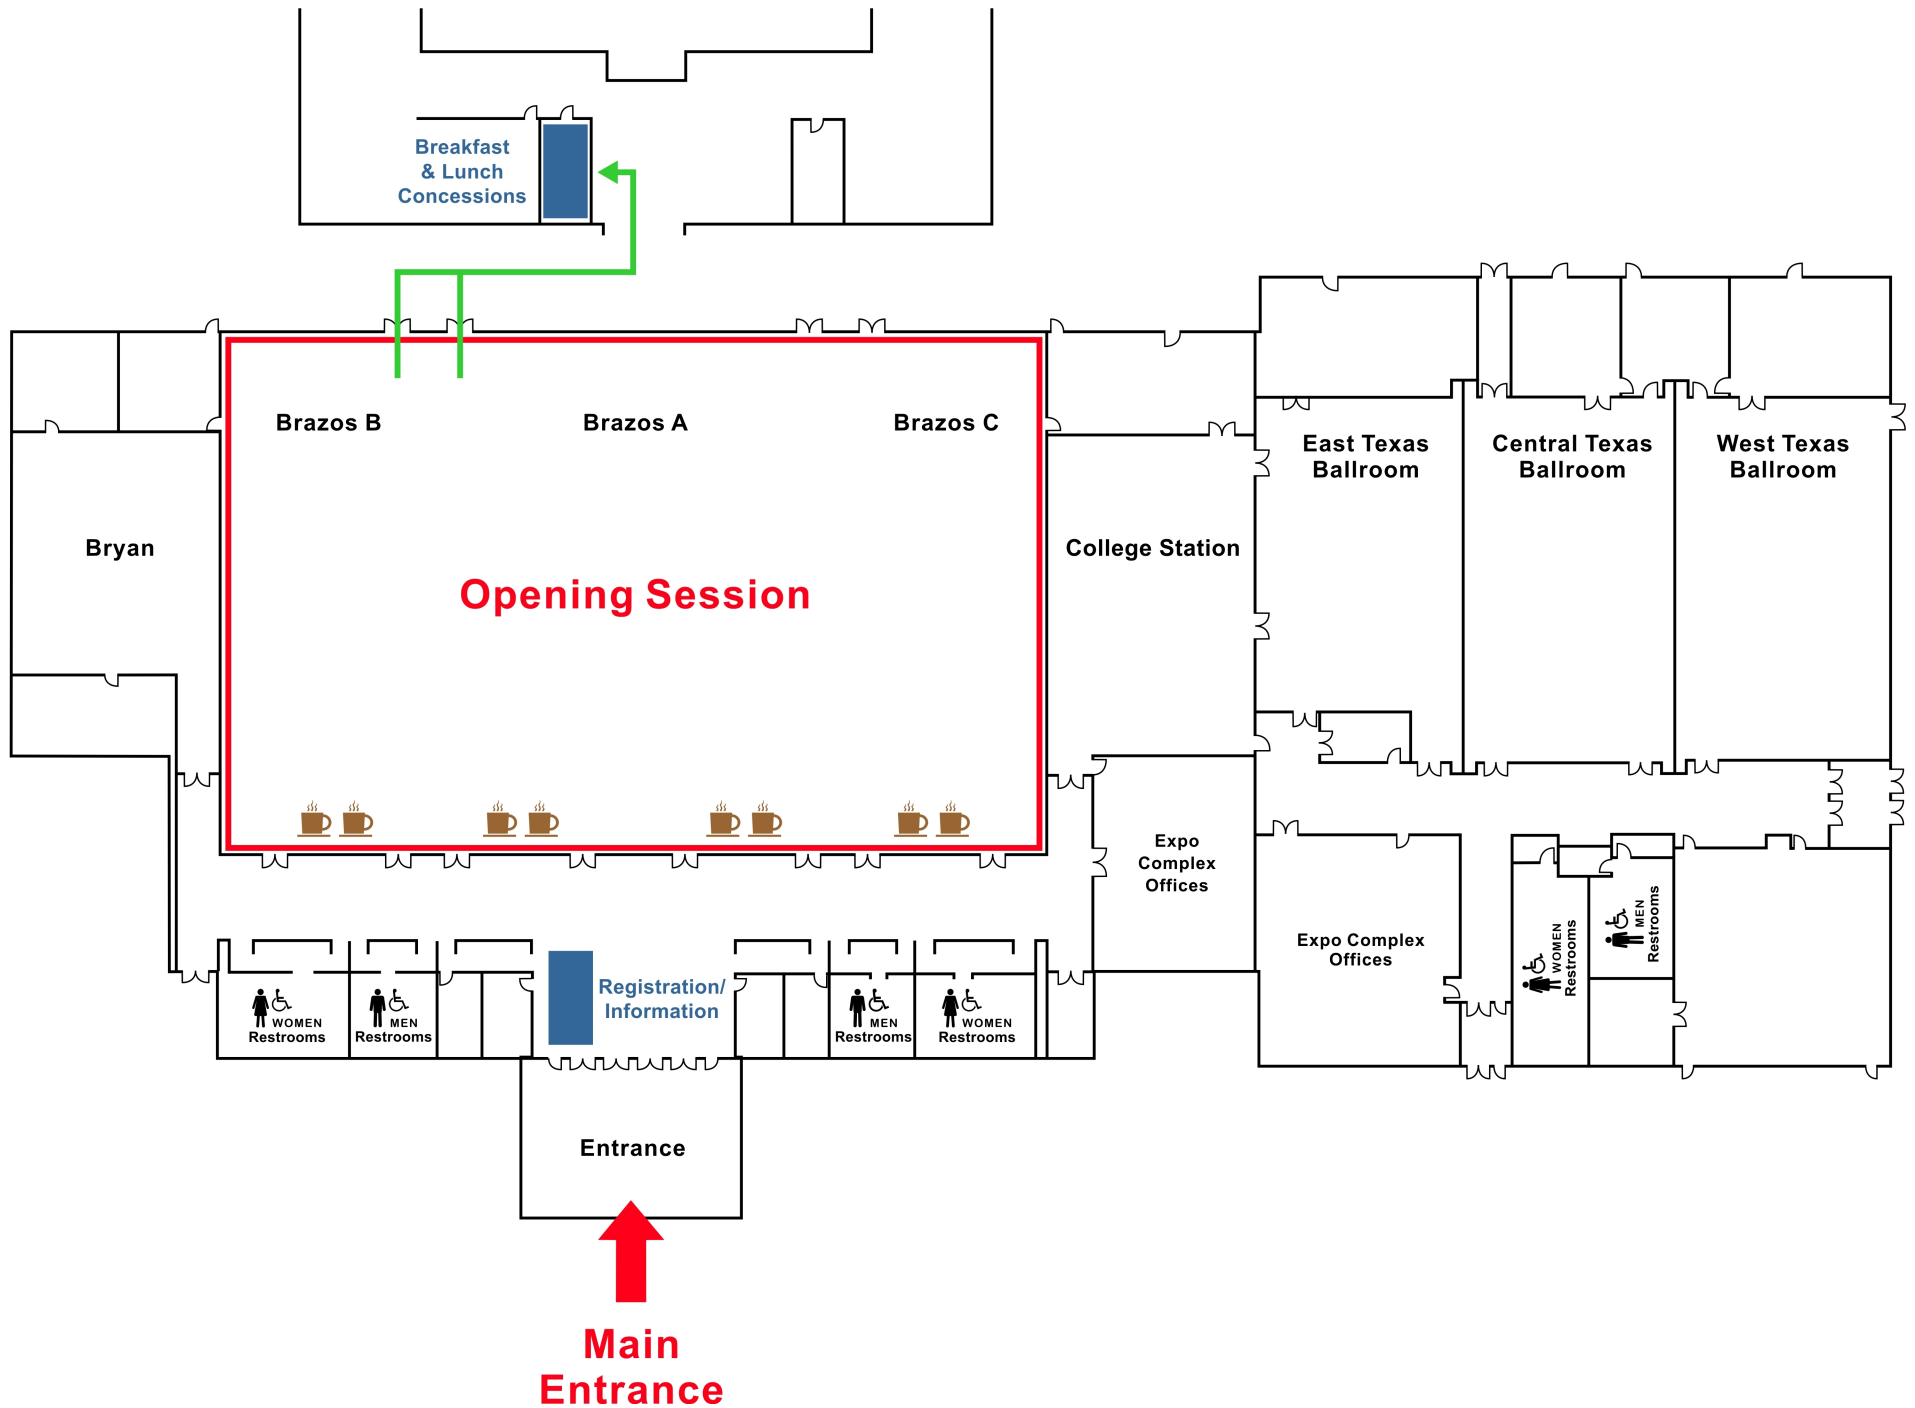 Breakfast
& Lunch
Concessions
Brazos B
Brazos A
Brazos C
East Texas
Ballroom
Central Texas
Ballroom
West Texas
Ballroom
Bryan
College Station
Opening Session
Expo
Complex
Offices
Expo Complex
Offices
WOMEN
Restrooms
MEN
Restrooms
Registration/
Information
WOMEN
Restrooms
MEN
Restrooms
MEN
Restrooms
WOMEN
Restrooms
Entrance
Main
Entrance